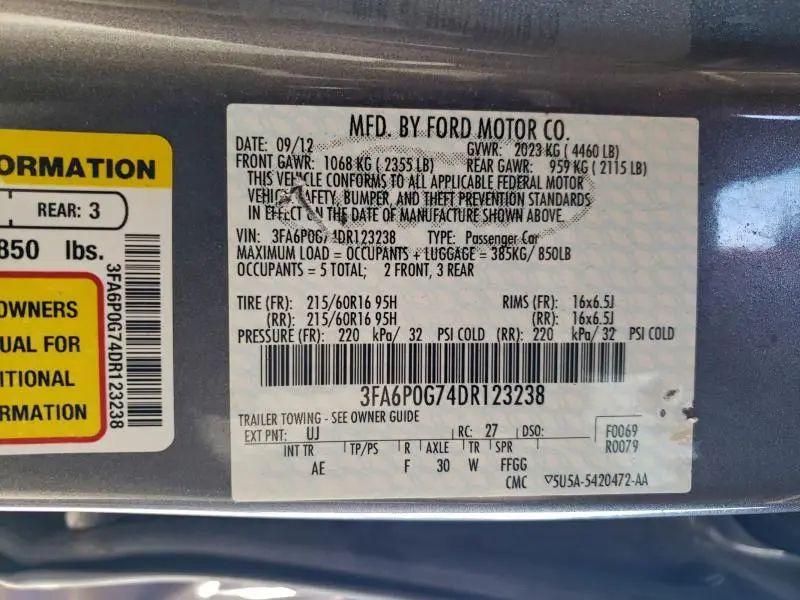 ORMATION
REAR: 3
850 lbs.
OWNERS
UAL FOR
ITIONAL
RMATION
3FA6P0G74DR123238
MFD. BY FORD MOTOR CO.
DATE: 09/12 GVWR: 2023 KG ( 4460 LB)
FRONT GAWR: 1068 KG ( 2355 LB) REAR GAWR: 959 KG ( 2115 LB)
THIS VEHICLE CONFORMS TO ALL APPLICABLE FEDERAL MOTOR
SAFETY, BUMPER, AND THEFT PREVENTION STANDARDS
IN EFFECT ON THE DATE OF MANUFACTURE SHOWN ABOVE.
VIN: 3FA6P0G7 DR123238 TYPE: Passenger Car
MAXIMUM LOAD = OCCUPANTS + LUGGAGE = 385KG/ 850LB
OCCUPANTS = 5 TOTAL; 2 FRONT, 3 REAR
TIRE (FR): 215/60R16 95H RIMS (FR): 16x6.5J
(RR): 215/60R16 95H (RR): 16x6.5J
PRESSURE (FR): 220 kPa/ 32 PSI COLD (RR): 220 kPa/ 32 PSI COLD
3FA6P0G74DR123238
TRAILER TOWING - SEE OWNER GUIDE
EXT PNT: UJ RC: 27 DSO: F0069
INT TR TP/PS R AXLE TR SPR R0079
AE F 30 W FFGG
CMC ▽5U5A-5420472-AA